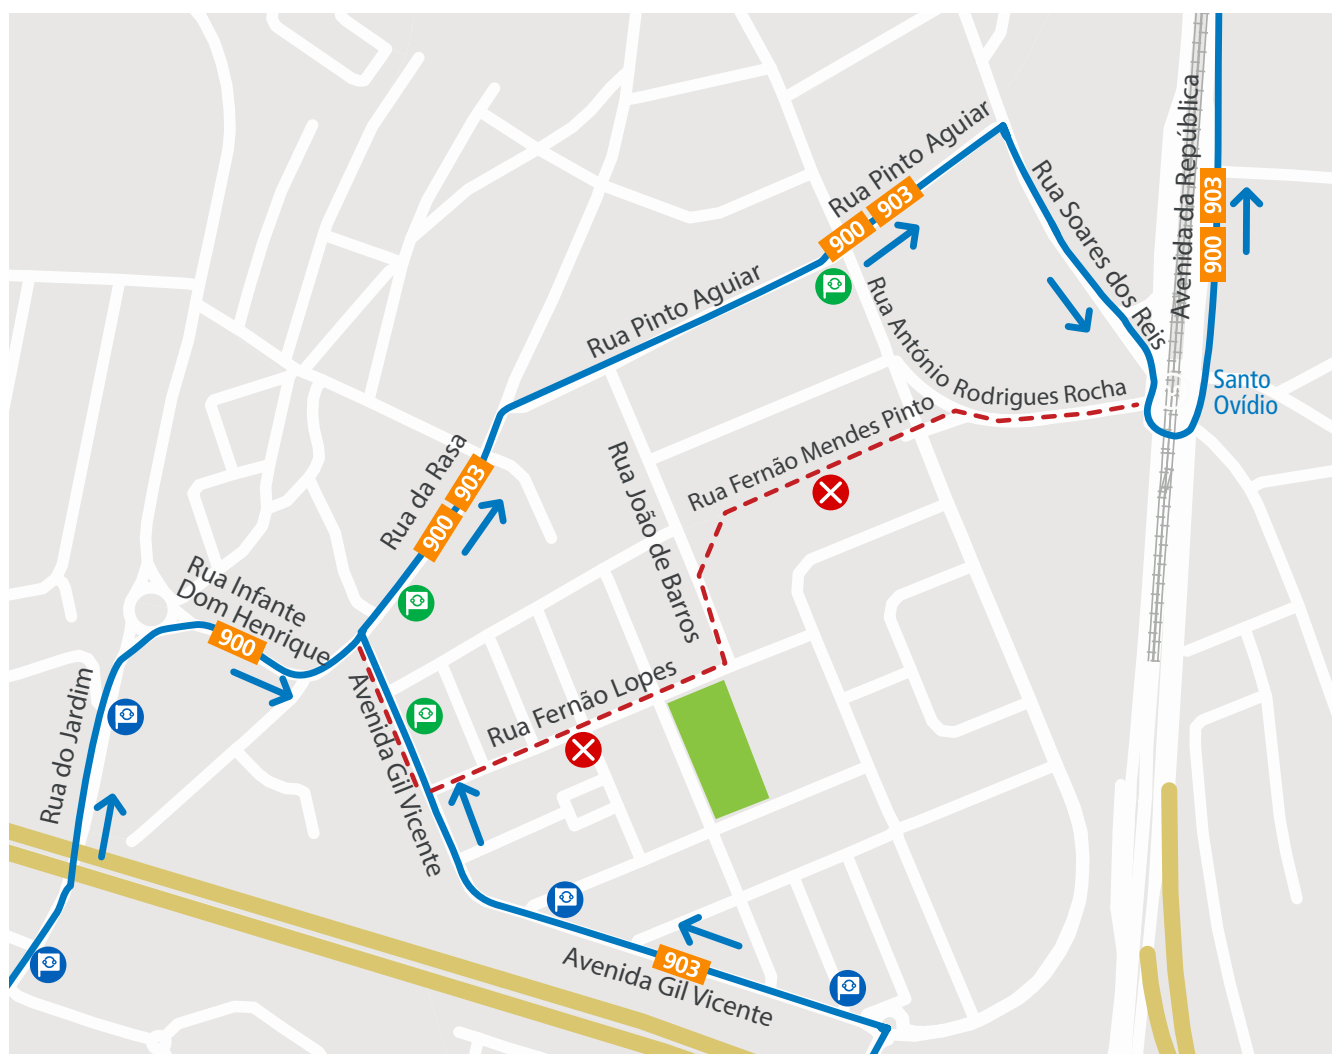 Rua Pinto Aguiar
900
903
Rua Soares dos Reis
Avenida da República
903
900
Rua Pinto Aguiar
Rua António Rodrigues Rocha
Santo
Ovídio
Rua Fernão Mendes Pinto
Rua João de Barros
Rua da Rasa
900
903
Rua Infante
Dom Henrique
900
Rua do Jardim
Avenida Gil Vicente
Rua Fernão Lopes
903
Avenida Gil Vicente